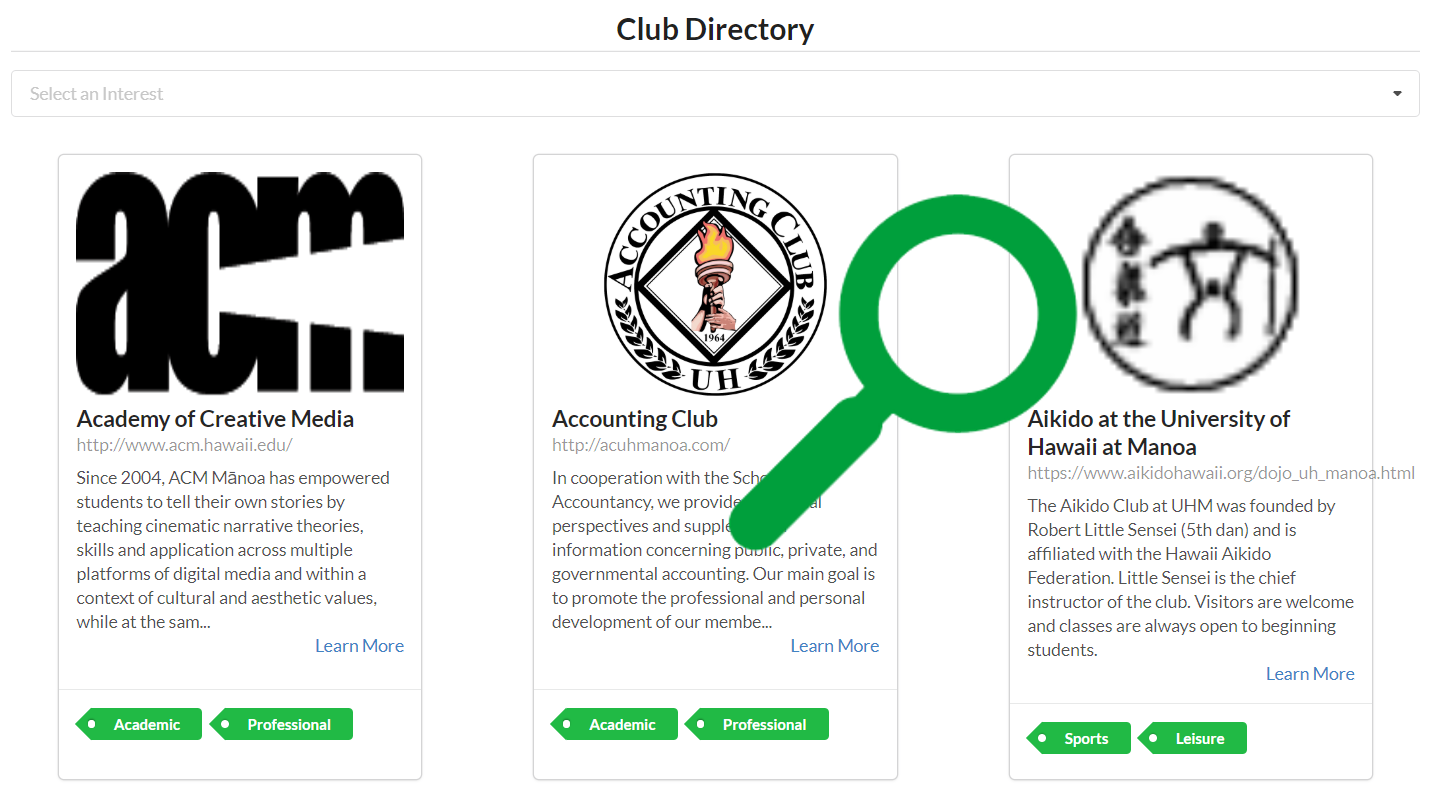 Club Directory
Select an Interest
acm
Academy of Creative Media
http://www.acm.hawaii.edu/
Since 2004, ACM Mānoa has empowered
students to tell their own stories by
teaching cinematic narrative theories,
skills and application across multiple
platforms of digital media and within a
context of cultural and aesthetic values,
while at the sam...
Learn More
Academic
Professional
ACCOUNTING CLUB
1964
UH
Accounting Club
http://acuhmanoa.com/
In cooperation with the
Accountancy, we provide
perspectives and
information concerning public, private, and
governmental accounting. Our main goal is
to promote the professional and personal
development of our membe...
Learn More
Academic
Professional
Aikido at the University of
Hawaii at Manoa
https://www.aikidohawaii.org/dojo_uh_manoa.html
The Aikido Club at UHM was founded by
Robert Little Sensei (5th dan) and is
affiliated with the Hawaii Aikido
Federation. Little Sensei is the chief
instructor of the club. Visitors are welcome
and classes are always open to beginning
students.
Learn More
Sports
Leisure